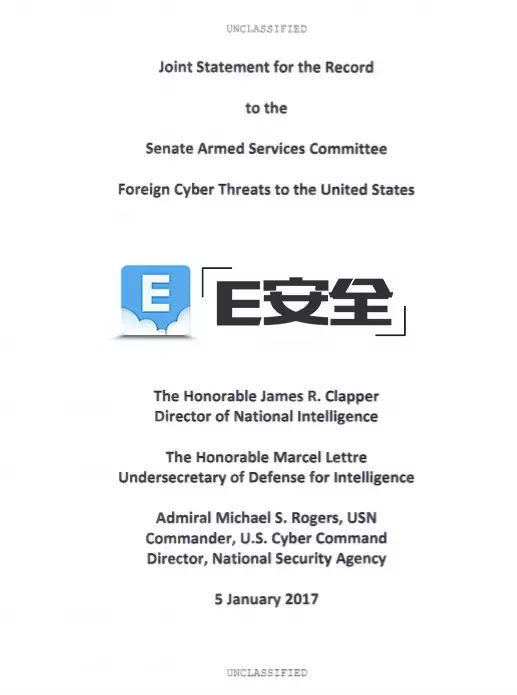 UNCLASSIFIED
Joint Statement for the Record
to the
Senate Armed Services Committee
Foreign Cyber Threats to the United States
E
E安全
The Honorable James R. Clapper
Director of National Intelligence
The Honorable Marcel Lettre
Undersecretary of Defense for Intelligence
Admiral Michael S. Rogers, USN
Commander, U.S. Cyber Command
Director, National Security Agency
5 January 2017
UNCLASSIFIED